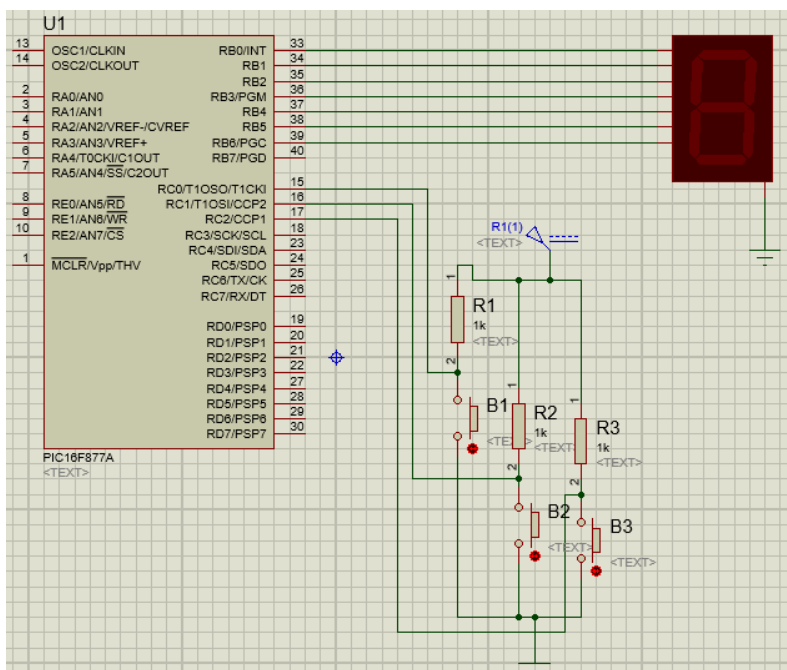 U1
13 OSC1/CLKIN RB0/INT 33
14 OSC2/CLKOUT RB1 34
RB2 35
2 RA0/AN0 RB3/PGM 36
3 RA1/AN1 RB4 37
4 RA2/AN2/VREF-/CVREF RB5 38
5 RA3/AN3/VREF+ RB6/PGC 39
6 RA4/T0CKI/C1OUT RB7/PGD 40
7 RA5/AN4/SS/C2OUT
RC0/T1OSO/T1CKI 15
8 RE0/AN5/RD RC1/T1OSI/CCP2 16
9 RE1/AN6/WR RC2/CCP1 17
10 RE2/AN7/CS RC3/SCK/SCL 18
RC4/SDI/SDA 23
1 MCLR/Vpp/THV RC5/SDO 24
RC6/TX/CK 25
RC7/RX/DT 26
RD0/PSP0 19
RD1/PSP1 20
RD2/PSP2 21
RD3/PSP3 22
RD4/PSP4 27
RD5/PSP5 28
RD6/PSP6 29
RD7/PSP7 30
PIC16F877A
<TEXT>
R1(1)
<TEXT>
1
R1
1k
<TEXT>
2
B1
<TEXT>
1
R2
1k
<TEXT>
2
B2
<TEXT>
1
R3
1k
<TEXT>
2
B3
<TEXT>